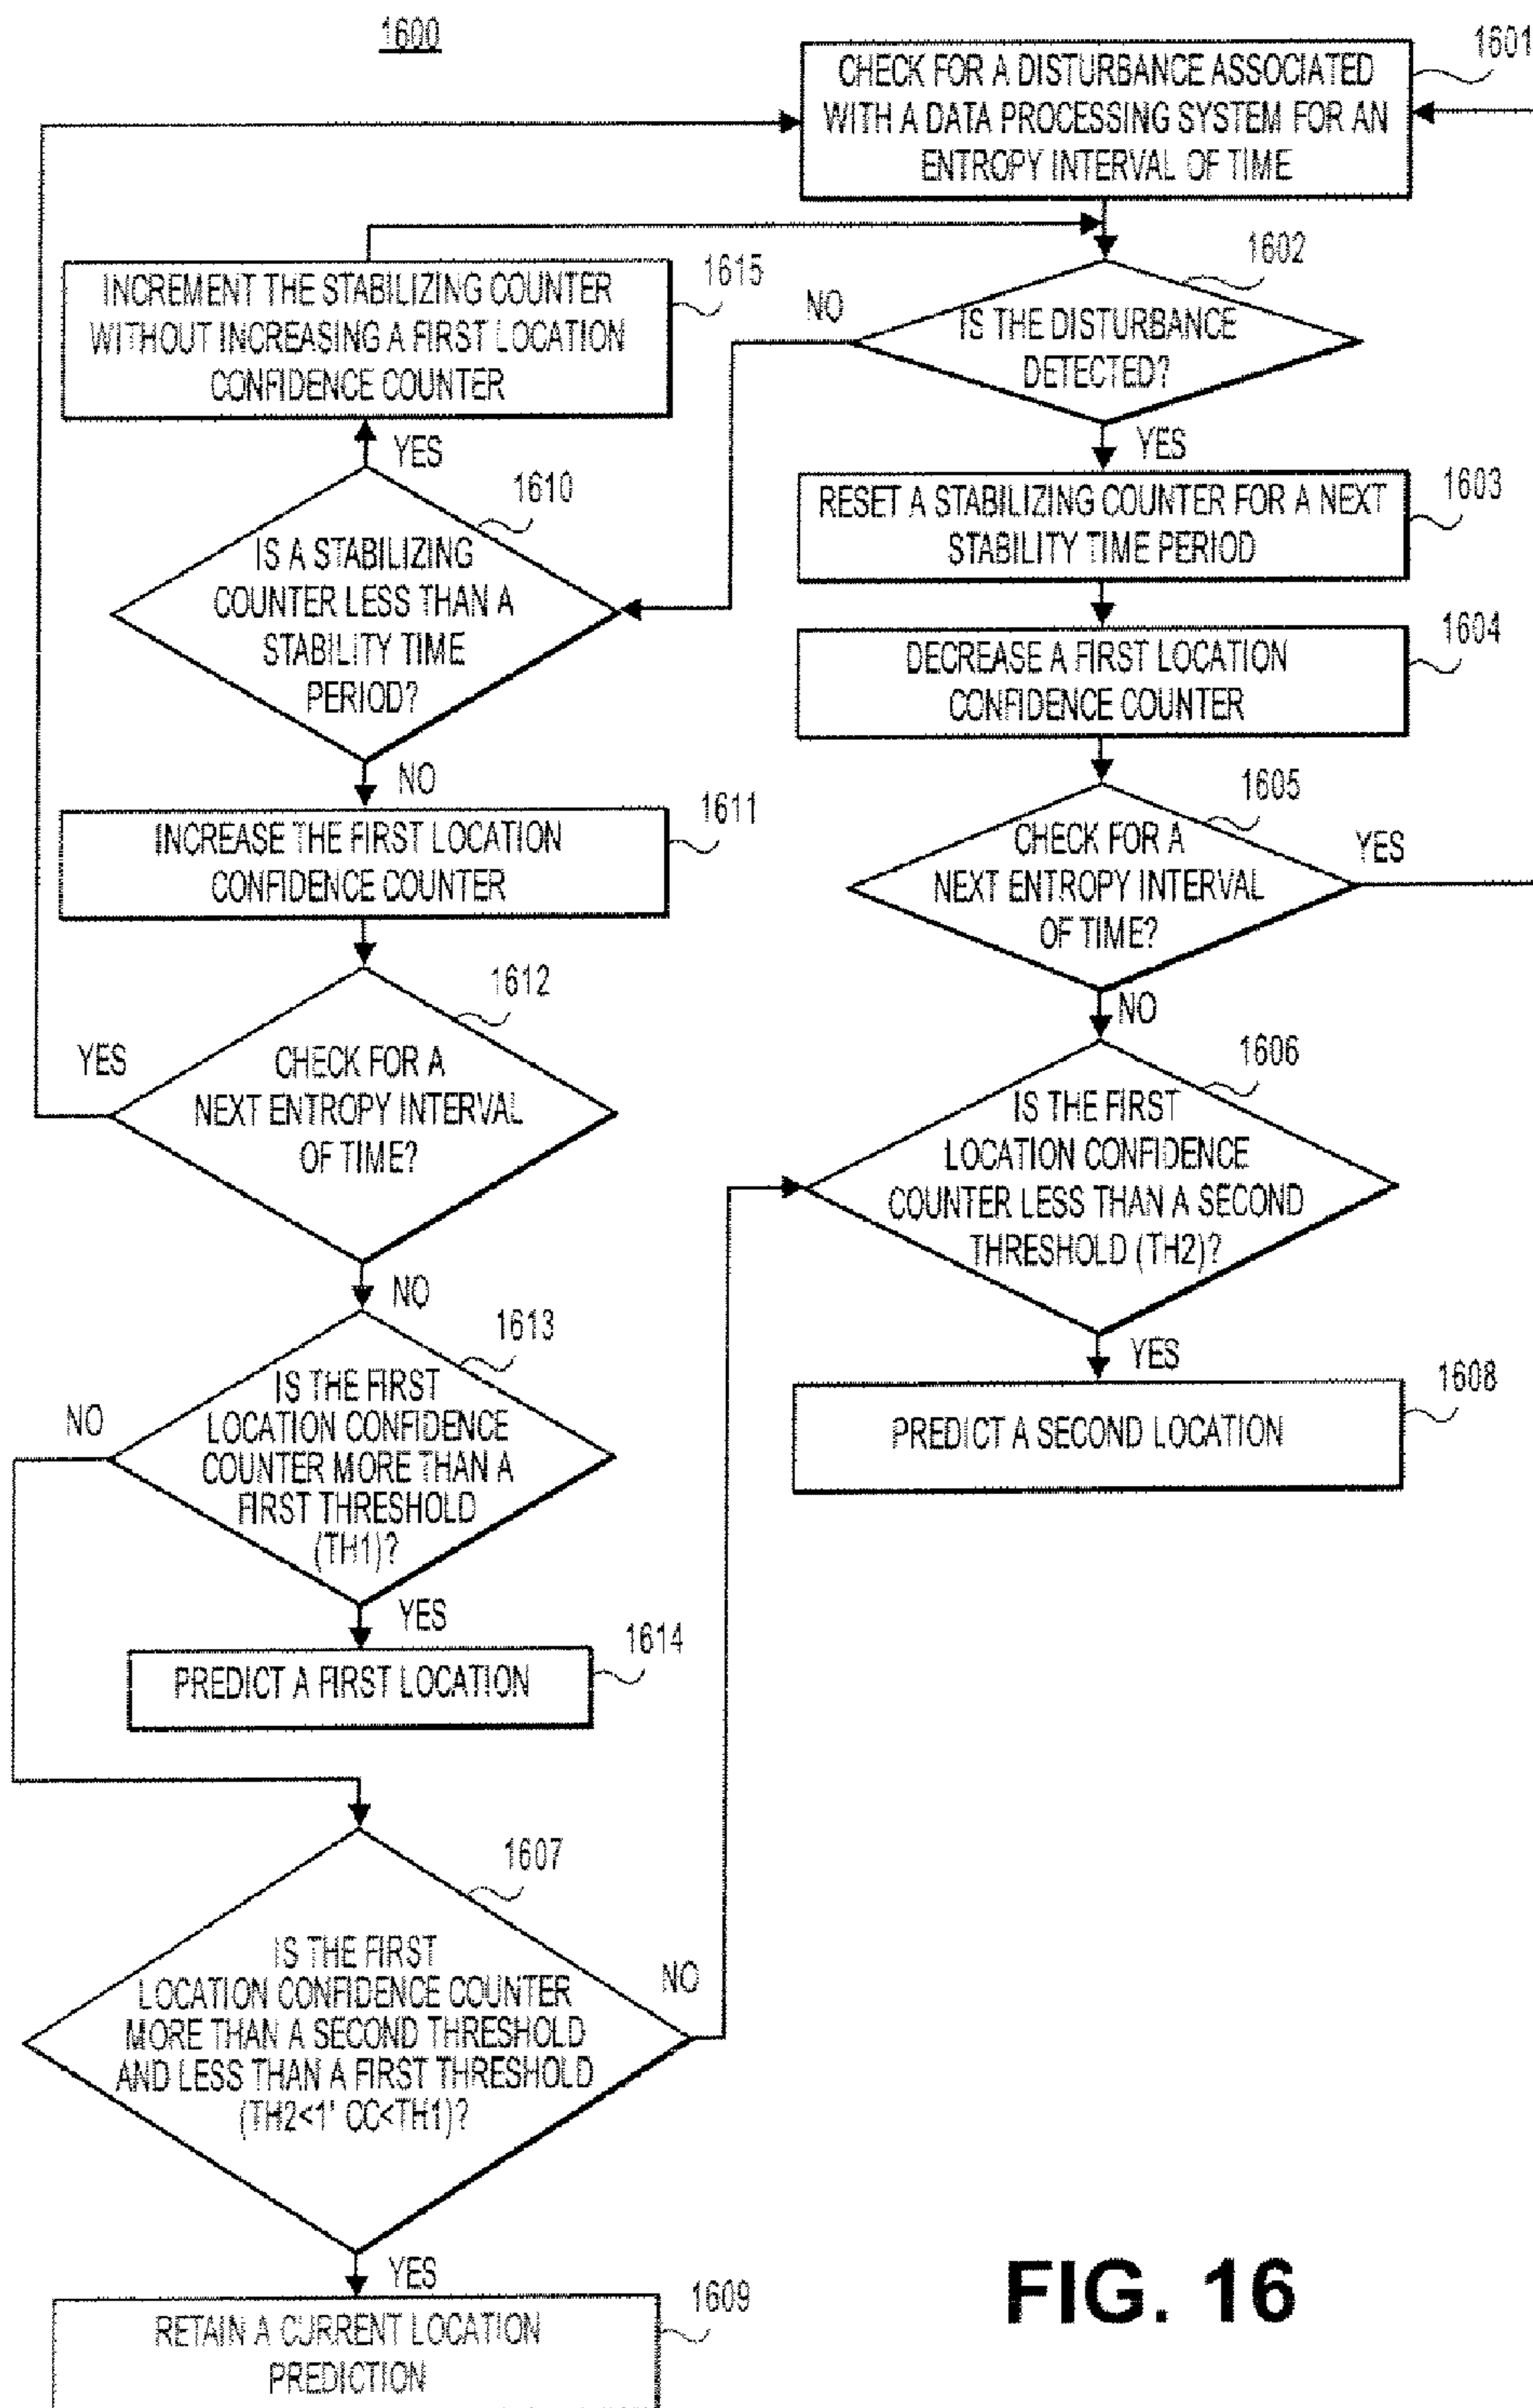 1600
1601
CHECK FOR A DISTURBANCE ASSOCIATED
WITH A DATA PROCESSING SYSTEM FOR AN
ENTROPY INTERVAL OF TIME
1602
IS THE DISTURBANCE
DETECTED?
NO
YES
1615
INCREMENT THE STABILIZING COUNTER
WITHOUT INCREASING A FIRST LOCATION
CONFIDENCE COUNTER
YES
1610
IS A STABILIZING
COUNTER LESS THAN A
STABILITY TIME
PERIOD?
NO
1603
RESET A STABILIZING COUNTER FOR A NEXT
STABILITY TIME PERIOD
1604
DECREASE A FIRST LOCATION
CONFIDENCE COUNTER
1605
CHECK FOR A
NEXT ENTROPY INTERVAL
OF TIME?
YES
NO
1611
INCREASE THE FIRST LOCATION
CONFIDENCE COUNTER
1612
CHECK FOR A
NEXT ENTROPY INTERVAL
OF TIME?
YES
NO
1606
IS THE FIRST
LOCATION CONFIDENCE
COUNTER LESS THAN A SECOND
THRESHOLD (TH2)?
YES
1608
PREDICT A SECOND LOCATION
1613
IS THE FIRST
LOCATION CONFIDENCE
COUNTER MORE THAN A
FIRST THRESHOLD
(TH1)?
NO
YES
1614
PREDICT A FIRST LOCATION
1607
IS THE FIRST
LOCATION CONFIDENCE COUNTER
MORE THAN A SECOND THRESHOLD
AND LESS THAN A FIRST THRESHOLD
(TH2<1' CC<TH1)?
NO
YES
1609
RETAIN A CURRENT LOCATION
PREDICTION
FIG. 16